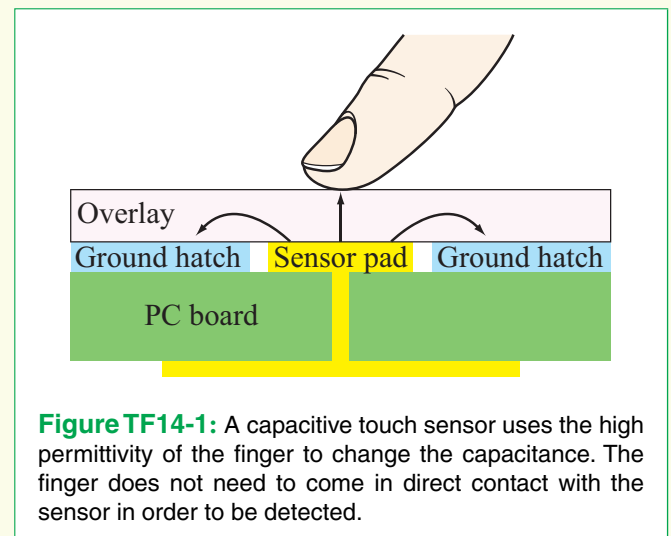 Overlay
Ground hatch Sensor pad Ground hatch
PC board
Figure TF14-1: A capacitive touch sensor uses the high
permittivity of the finger to change the capacitance. The
finger does not need to come in direct contact with the
sensor in order to be detected.